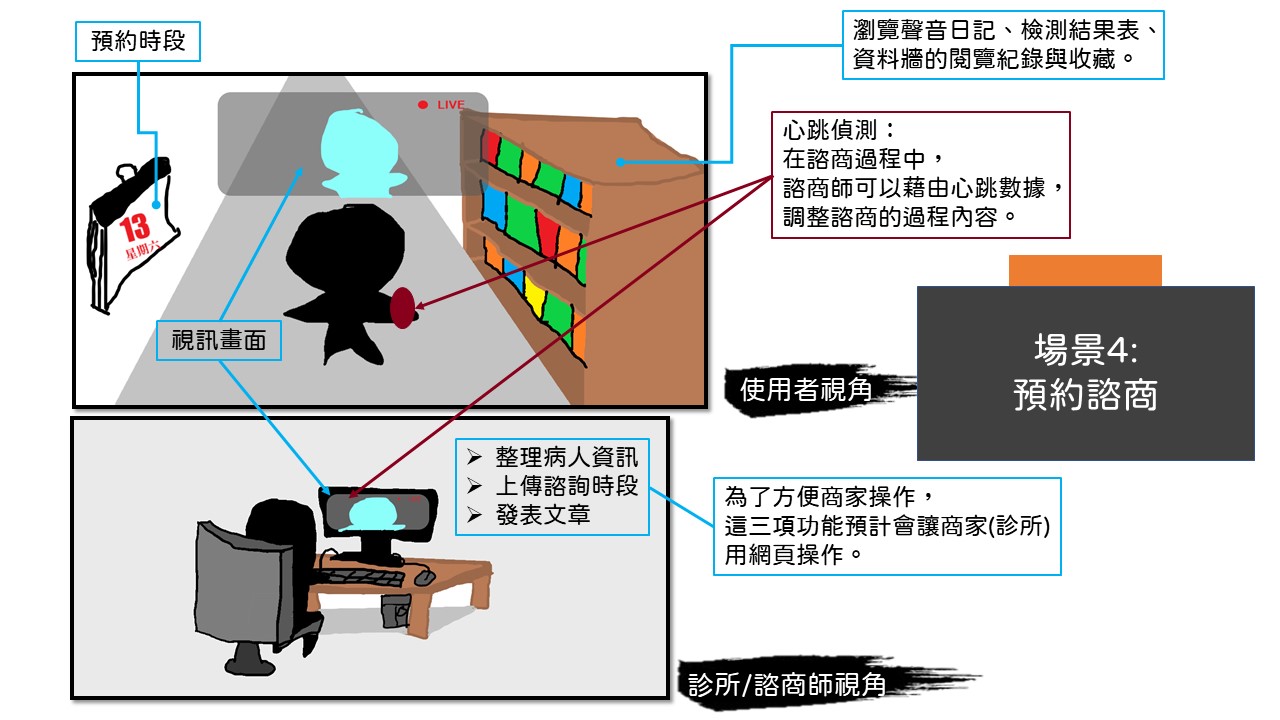 預約時段
瀏覽聲音日記、檢測結果表、
資料牆的閱覽紀錄與收藏。
LIVE
心跳偵測：
在諮商過程中，
諮商師可以藉由心跳數據，
調整諮商的過程內容。
13
星期六
視訊畫面
場景4:
預約諮商
使用者視角
整理病人資訊
上傳諮詢時段
發表文章
為了方便商家操作，
這三項功能預計會讓商家(診所)
用網頁操作。
診所/諮商師視角